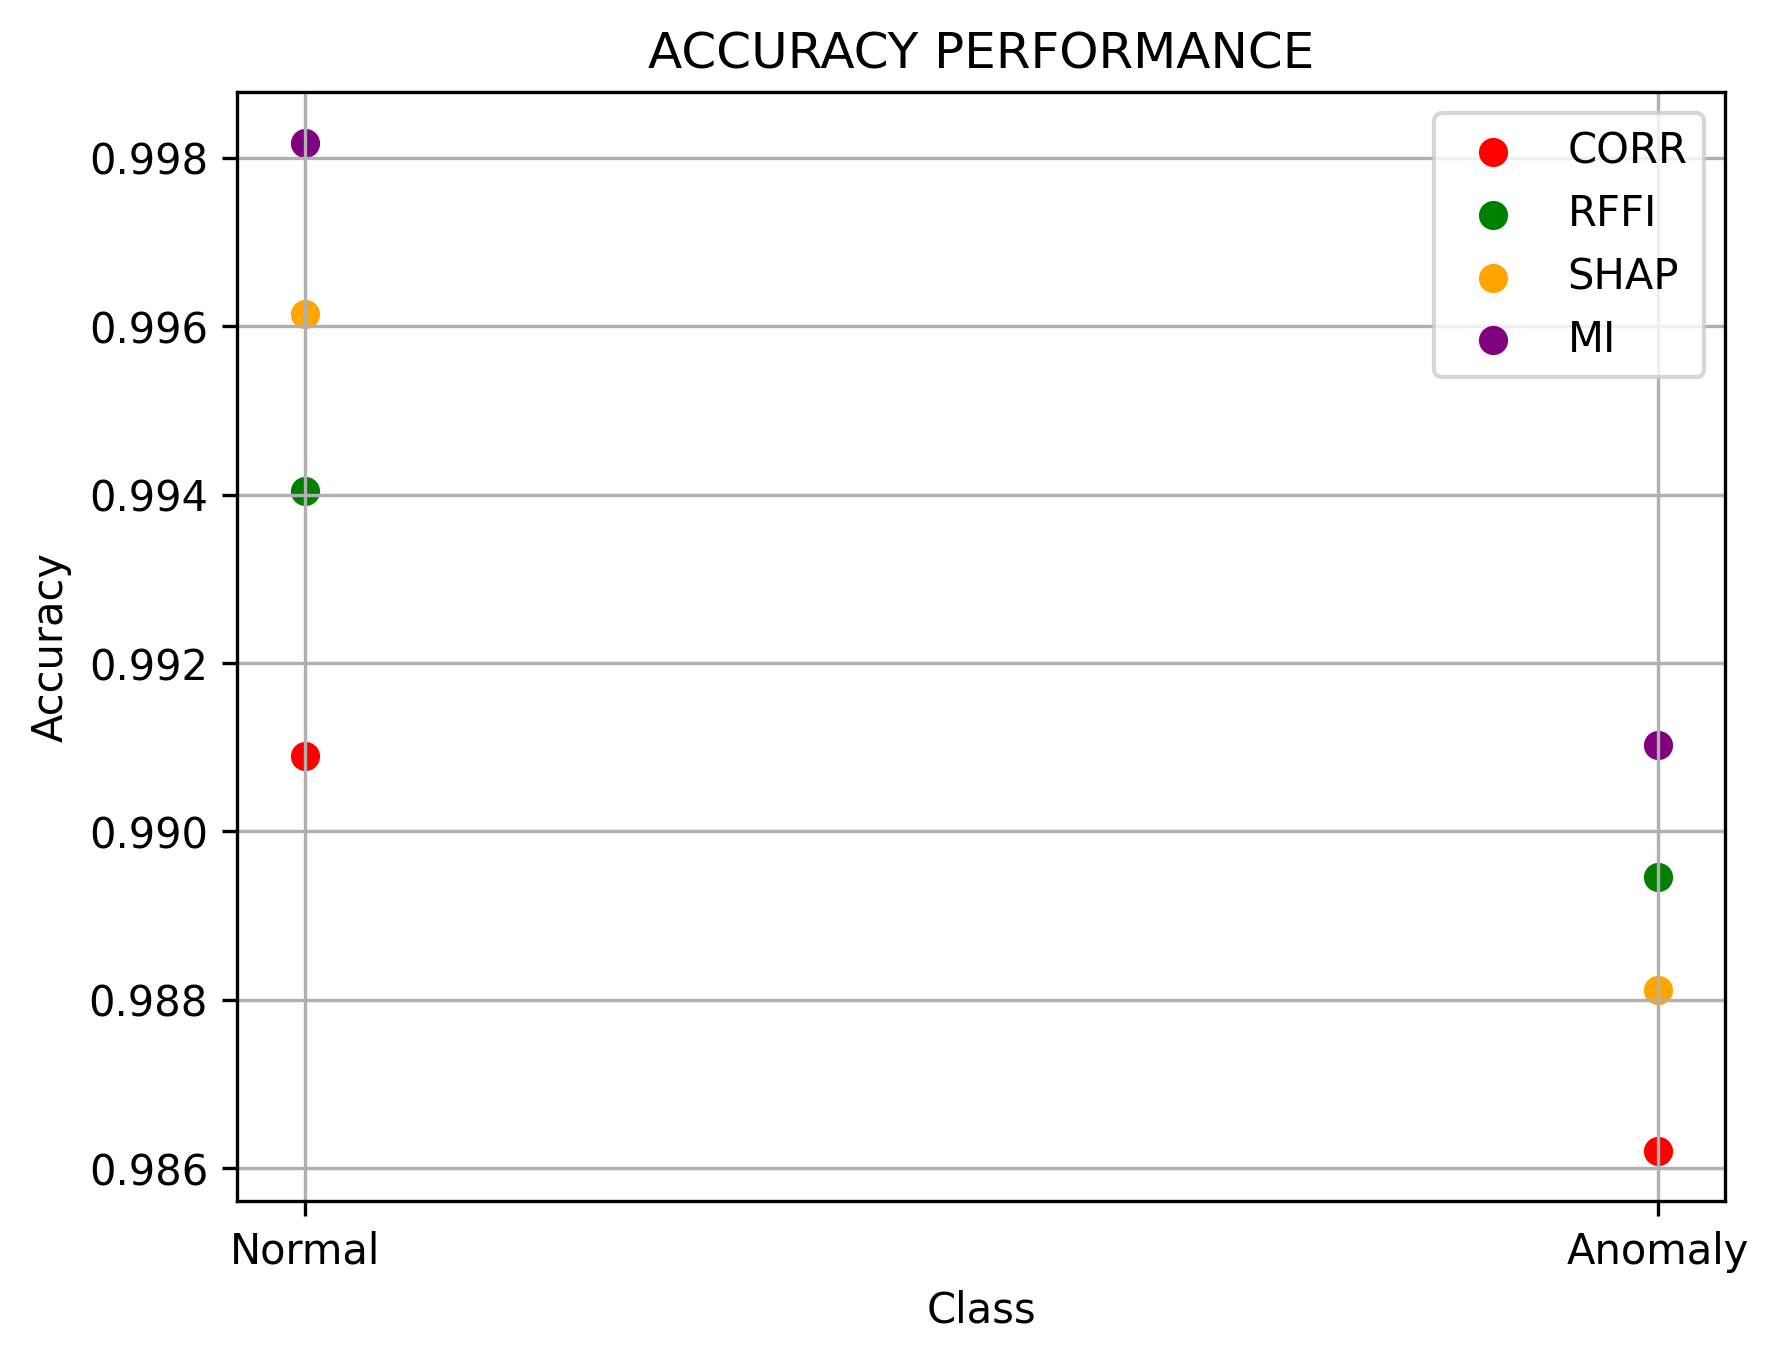 ACCURACY PERFORMANCE
CORR
RFFI
SHAP
MI
Accuracy
0.998
0.996
0.994
0.992
0.990
0.988
0.986
Normal
Anomaly
Class